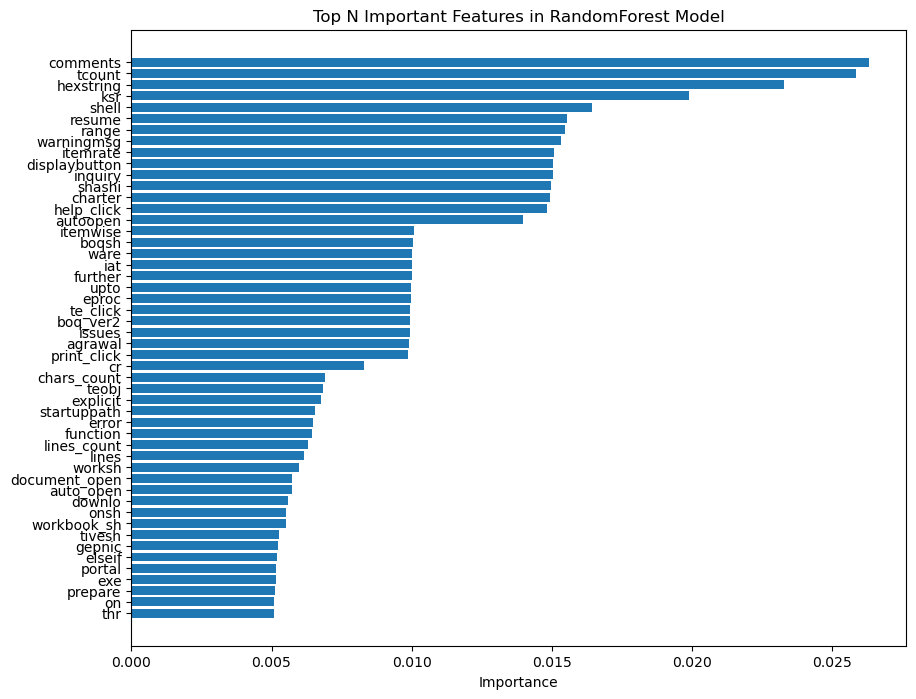 Top N Important Features in RandomForest Model
comments
tcount
hexstring
ksr
shell
resume
range
warningmsg
itemrate
displaybutton
inquiry
shashi
charter
help_click
autoopen
itemwise
boqsh
ware
iat
further
upto
eproc
te_click
boq_ver2
issues
agrawal
print_click
cr
chars_count
teobj
explicit
startuppath
error
function
lines_count
lines
worksh
document_open
auto_open
downlo
onsh
workbook_sh
tivesh
gepnic
elseif
portal
exe
prepare
on
thr
0.000 0.005 0.010 0.015 0.020 0.025
Importance